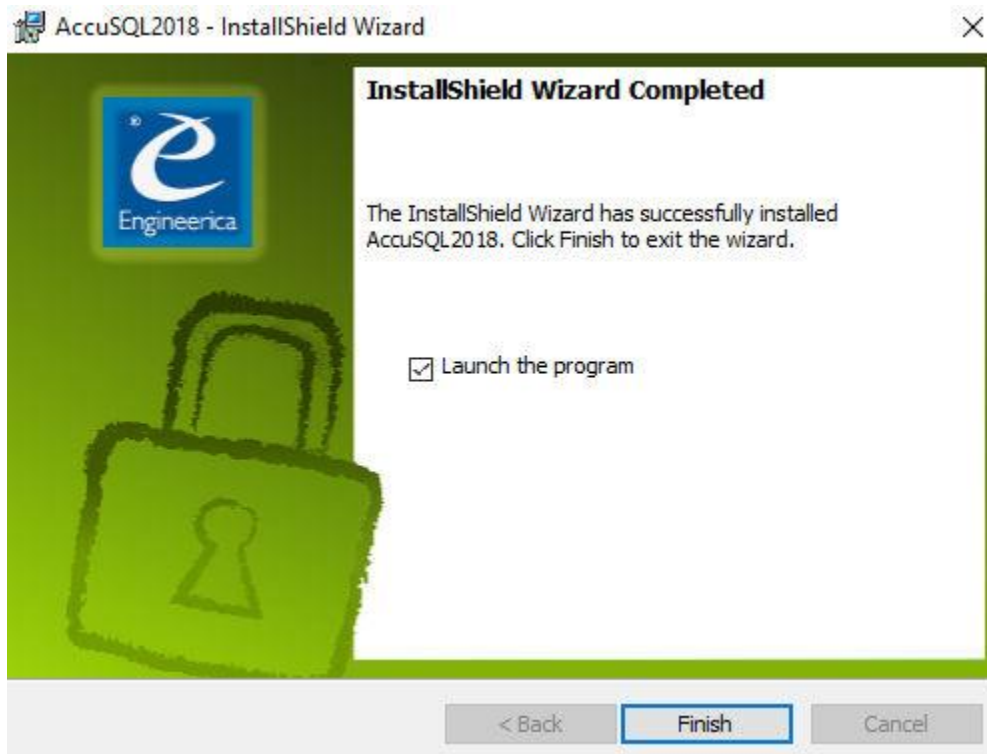 AccuSQL2018 - InstallShield Wizard
InstallShield Wizard Completed
® e
Engineerica
The InstallShield Wizard has successfully installed
AccuSQL2018. Click Finish to exit the wizard.
Launch the program
< Back
Finish
Cancel